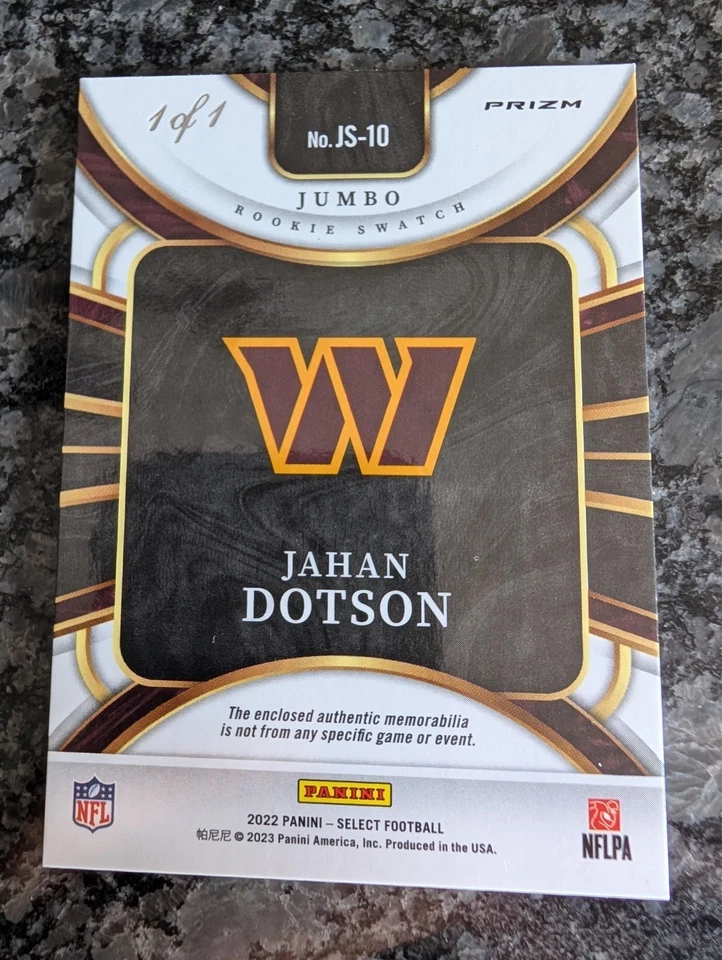 1 of 1
No. JS-10
PRIZM
JUMBO
ROOKIE SWATCH
W
JAHAN
DOTSON
The enclosed authentic memorabilia
is not from any specific game or event.
PANINI
NFL
2022 PANINI – SELECT FOOTBALL
帕尼尼 © 2023 Panini America, Inc. Produced in the USA.
NFLPA